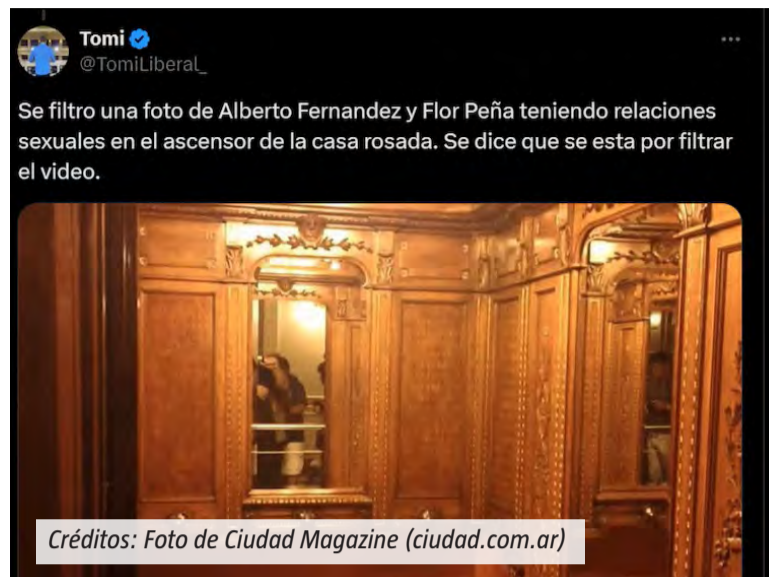 Tomi
@TomiLiberal_
Se filtro una foto de Alberto Fernandez y Flor Peña teniendo relaciones
sexuales en el ascensor de la casa rosada. Se dice que se esta por filtrar
el video.
Créditos: Foto de Ciudad Magazine (ciudad.com.ar)